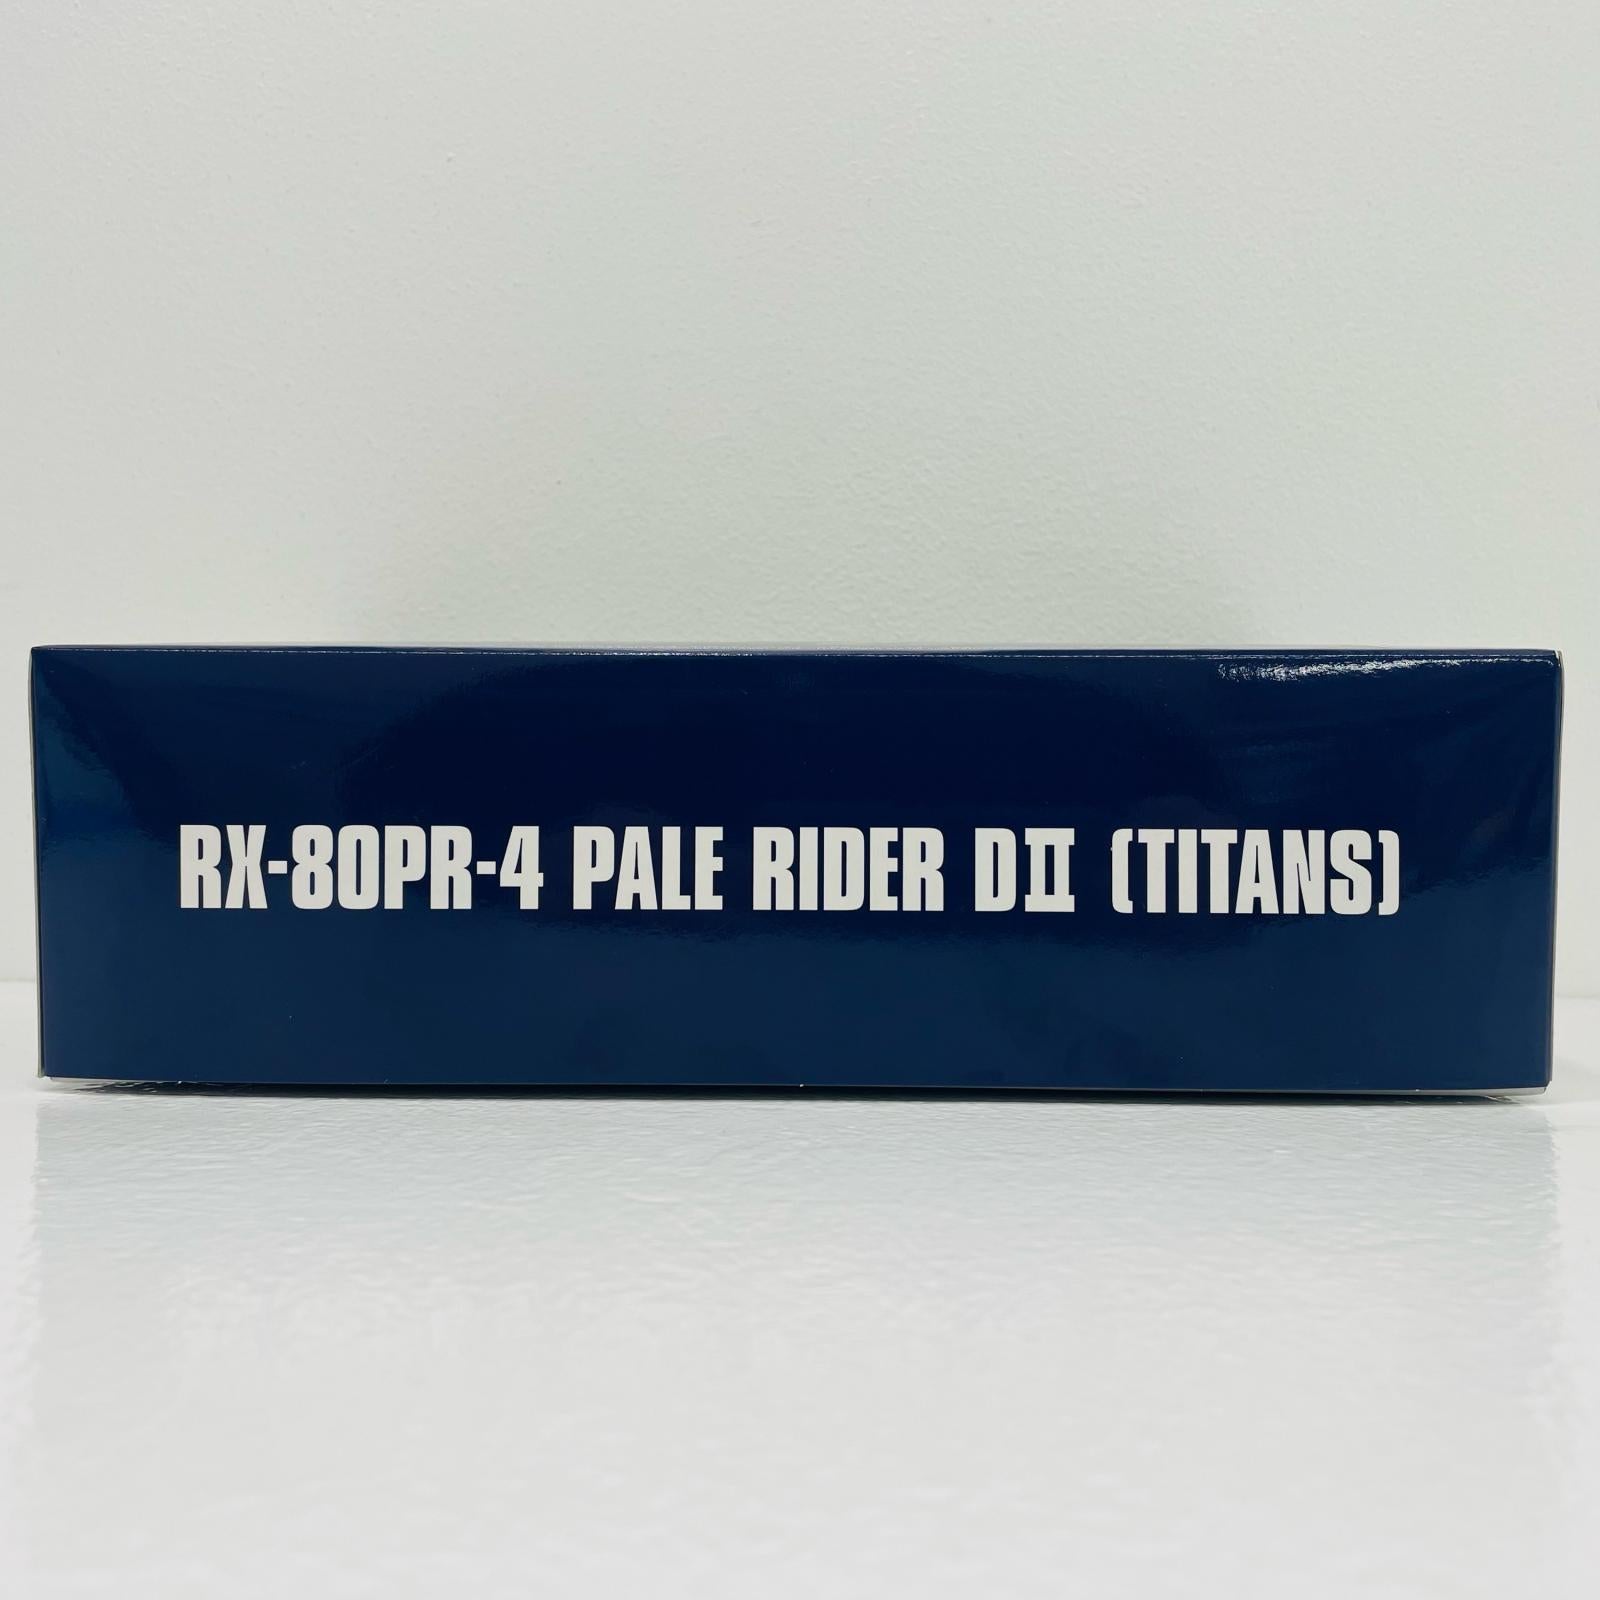 RX-80PR-4 PALE RIDER DⅡ (TITANS)